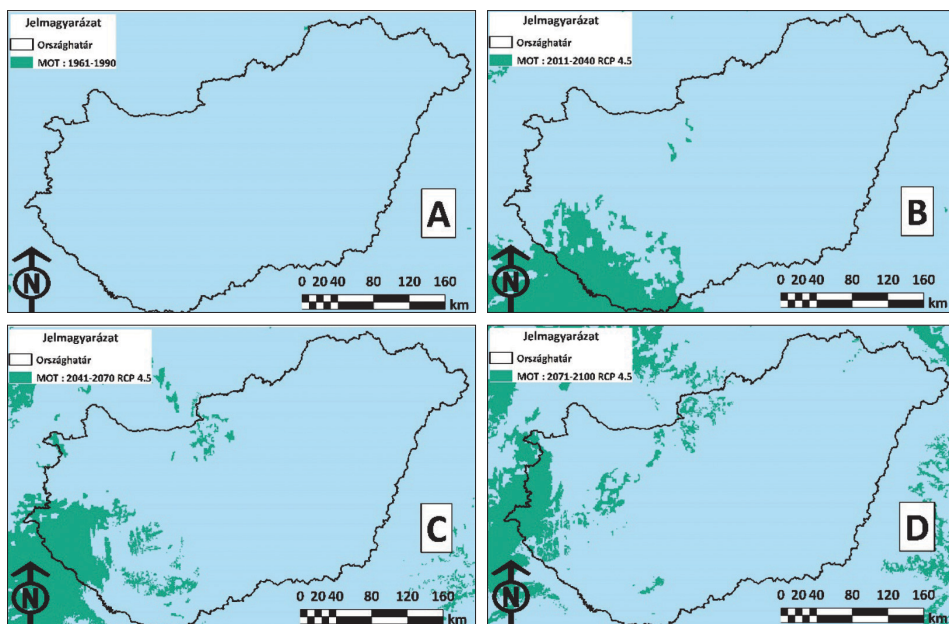 Jelmagyarázat
Országhatár
MOT : 1961-1990
A
N
0 20 40 80 120 160
km
Jelmagyarázat
Országhatár
MOT : 2011-2040 RCP 4.5
B
N
0 20 40 80 120 160
km
Jelmagyarázat
Országhatár
MOT : 2041-2070 RCP 4.5
C
N
0 20 40 80 120 160
km
Jelmagyarázat
Országhatár
MOT : 2071-2100 RCP 4.5
D
N
0 20 40 80 120 160
km